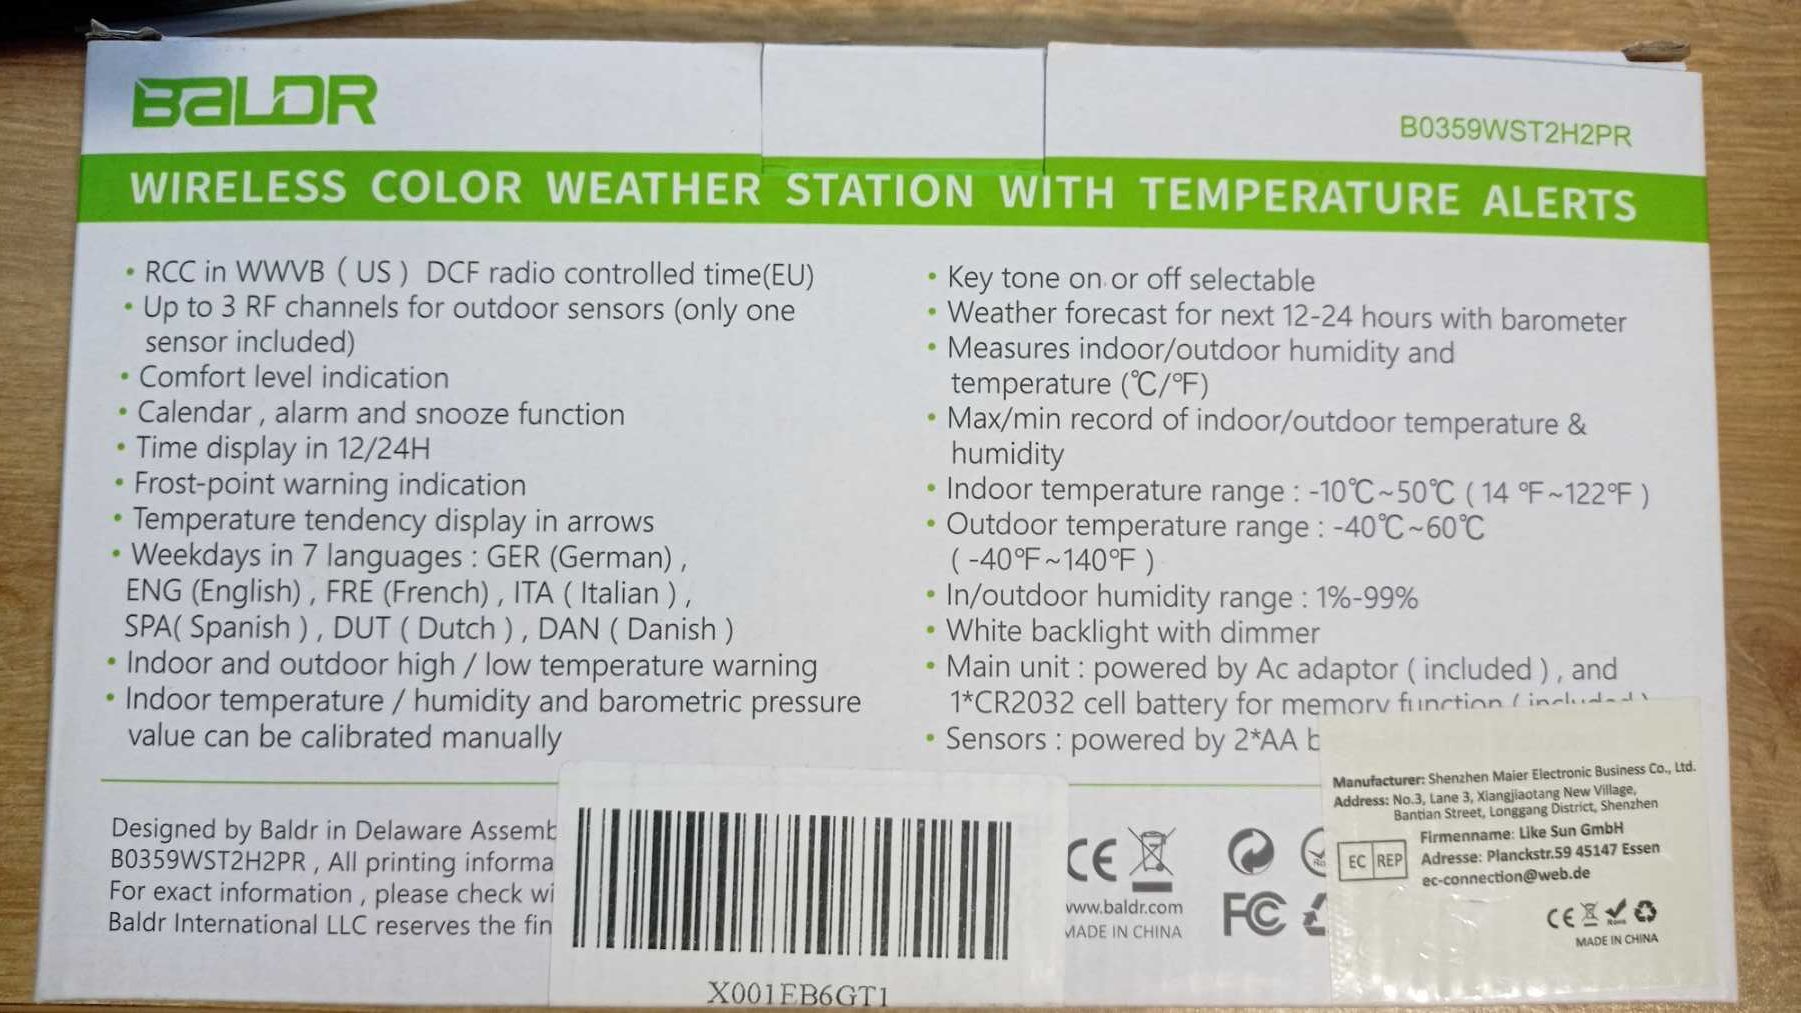 BALDR
B0359WST2H2PR
WIRELESS COLOR WEATHER STATION WITH TEMPERATURE ALERTS
• RCC in WWVB ( US ) DCF radio controlled time(EU)
• Up to 3 RF channels for outdoor sensors (only one
sensor included)
• Comfort level indication
• Calendar , alarm and snooze function
• Time display in 12/24H
• Frost-point warning indication
• Temperature tendency display in arrows
• Weekdays in 7 languages : GER (German) ,
ENG (English) , FRE (French) , ITA ( Italian ) ,
SPA( Spanish ) , DUT ( Dutch ) , DAN ( Danish )
• Indoor and outdoor high / low temperature warning
• Indoor temperature / humidity and barometric pressure
value can be calibrated manually
• Key tone on or off selectable
• Weather forecast for next 12-24 hours with barometer
• Measures indoor/outdoor humidity and
temperature (℃/℉)
• Max/min record of indoor/outdoor temperature &
humidity
• Indoor temperature range : -10℃~50℃ ( 14 ℉~122℉ )
• Outdoor temperature range : -40℃~60℃
( -40℉~140℉ )
• In/outdoor humidity range : 1%-99%
• White backlight with dimmer
• Main unit : powered by Ac adaptor ( included ) , and
1*CR2032 cell battery for memory function ( included )
• Sensors : powered by 2*AA
Designed by Baldr in Delaware
B0359WST2H2PR , All printing
For exact information , please check
Baldr International LLC reserves the
X001EB6GT1
CE
www.baldr.com
MADE IN CHINA
FC
Manufacturer: Shenzhen Maier Electronic Business Co., Ltd.
Address: No.3, Lane 3, Xiangjiaotang New Village,
Bantian Street, Longgang District, Shenzhen
EC REP
Firmenname: Like Sun GmbH
Adresse: Planckstr.59 45147 Essen
ec-connection@web.de
CE
MADE IN CHINA